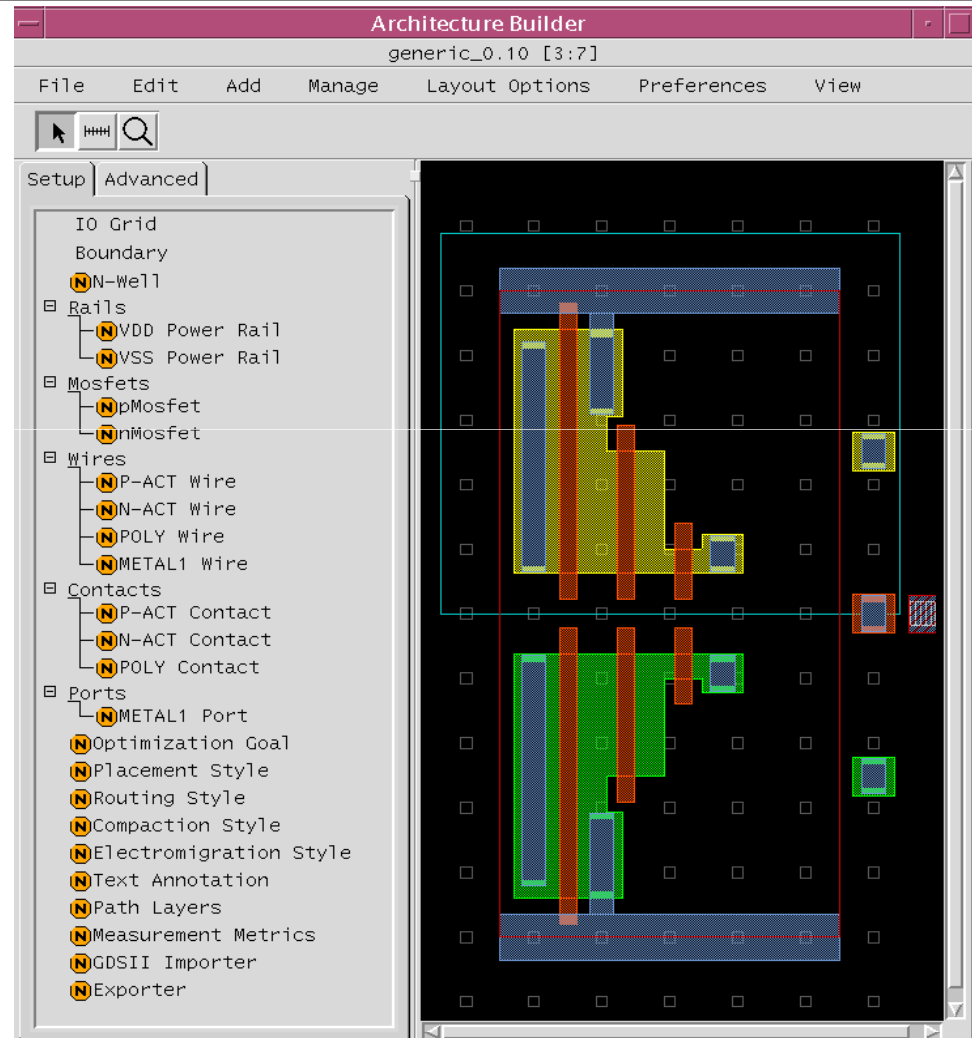 Architecture Builder
generic_0.10 [3:7]
File Edit Add Manage Layout Options Preferences View
Setup Advanced
IO Grid
Boundary
N N-Well
Rails
N VDD Power Rail
N VSS Power Rail
Mosfets
N pMosfet
N nMosfet
Wires
N P-ACT Wire
N N-ACT Wire
N POLY Wire
N METAL1 Wire
Contacts
N P-ACT Contact
N N-ACT Contact
N POLY Contact
Ports
N METAL1 Port
N Optimization Goal
N Placement Style
N Routing Style
N Compaction Style
N Electromigration Style
N Text Annotation
N Path Layers
N Measurement Metrics
N GDSII Importer
N Exporter